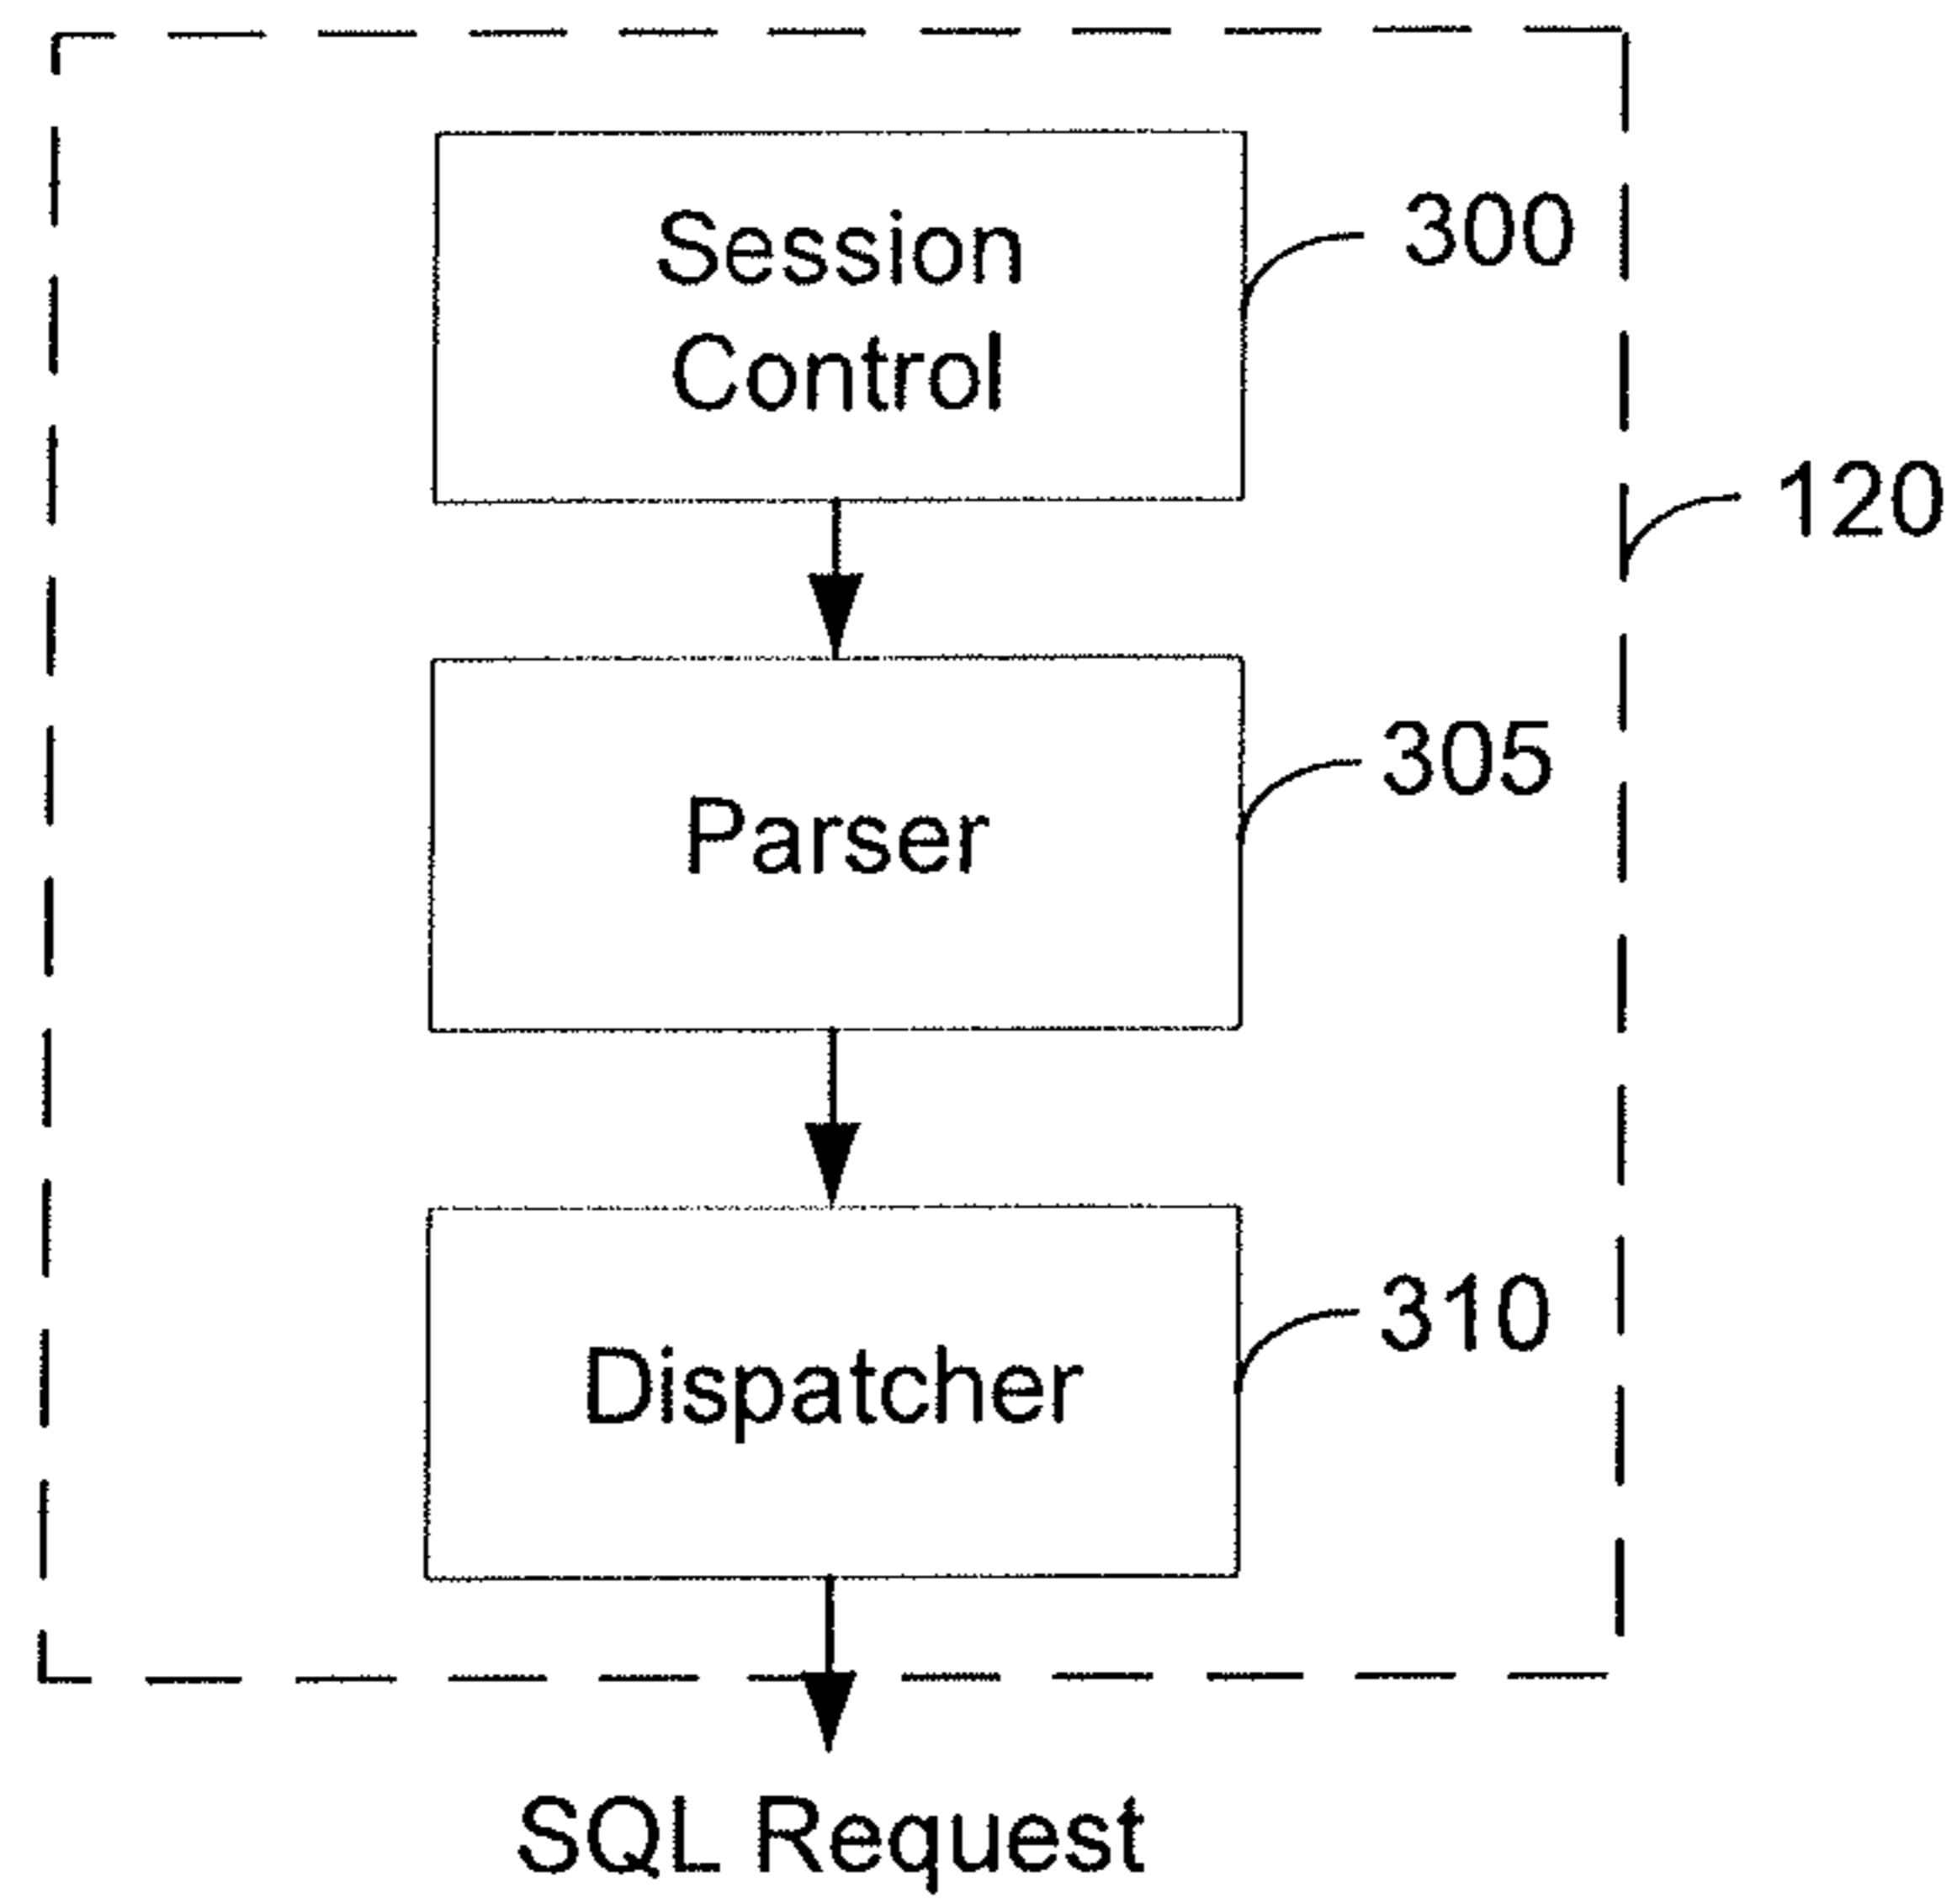 Session
Control
300
120
Parser
305
Dispatcher
310
SQL Request